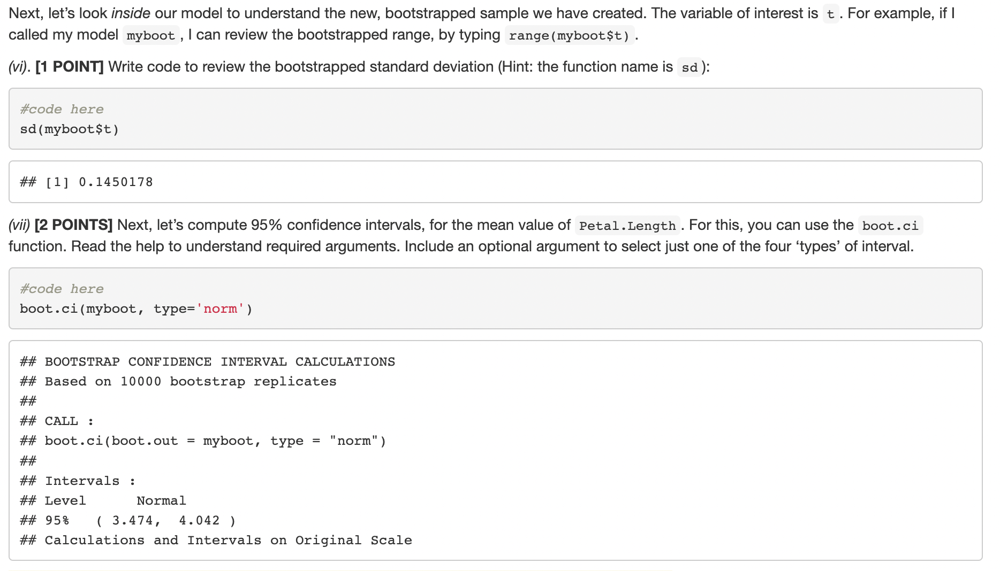 Next, let’s look inside our model to understand the new, bootstrapped sample we have created. The variable of interest is t . For example, if I
called my model myboot , I can review the bootstrapped range, by typing range(myboot$t) .
(vi). [1 POINT] Write code to review the bootstrapped standard deviation (Hint: the function name is sd ):
#code here
sd(myboot$t)
## [1] 0.1450178
(vii) [2 POINTS] Next, let’s compute 95% confidence intervals, for the mean value of Petal.Length . For this, you can use the boot.ci
function. Read the help to understand required arguments. Include an optional argument to select just one of the four ‘types’ of interval.
#code here
boot.ci(myboot, type='norm')
## BOOTSTRAP CONFIDENCE INTERVAL CALCULATIONS
## Based on 10000 bootstrap replicates
##
## CALL :
## boot.ci(boot.out = myboot, type = "norm")
##
## Intervals :
## Level      Normal
## 95%   ( 3.474,  4.042 )
## Calculations and Intervals on Original Scale